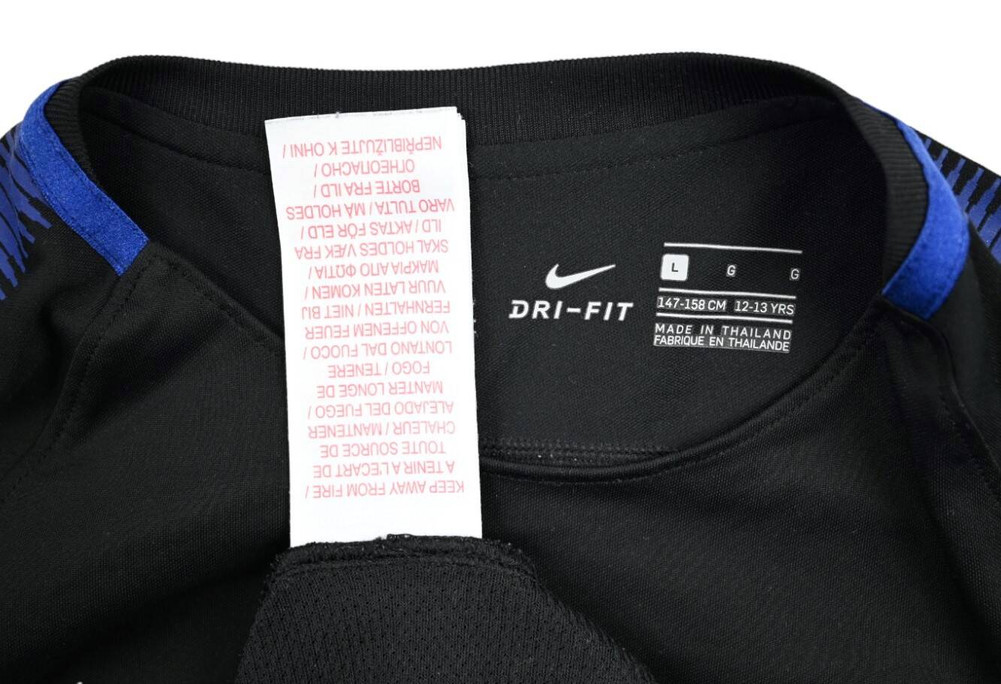 KEEP AWAY FROM FIRE /
A TENIR A L'ECART DE
TOUTE SOURCE DE
CHALEUR / MANTENER
ALEJADO DEL FUEGO /
MANTER LONGE DE
FOGO / TENERE
LONTANO DAL FUOCO /
VON OFFENEM FEUER
FERNHALTEN / NIET BIJ
VUUR LATEN KOMEN /
ΜΑΚΡΙΑ ΑΠΟ ΦΩΤΙΑ /
SKAL HOLDES VÆK FRA
ILD / AKTAS FÖR ELD /
VARO TULTA / MÅ HOLDES
BORTE FRA ILD /
ОГНЕОПАСНО /
NEPŘIBLIŽUJTE K OHNI /
DRI-FIT
L G G
147-158 CM 12-13 YRS
MADE IN THAILAND
FABRIQUE EN THAILANDE